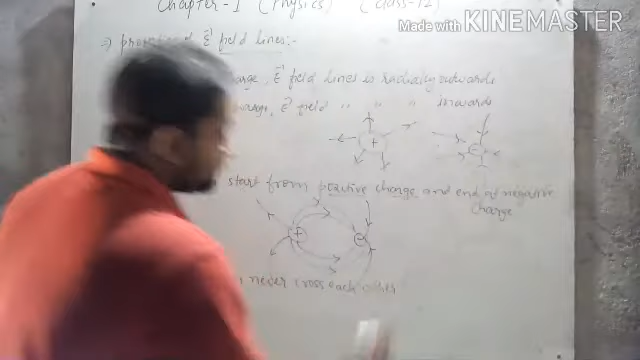 Chapter-1 (Physics) (Class-12)
Made with KINEMASTER
⇒ properties of E⃗ field lines:-
charge, E⃗ field lines is radially outwards
charge, E⃗ field " " " inwards
+
-
start from positive charge and end at negative charge
+
-
never cross each other